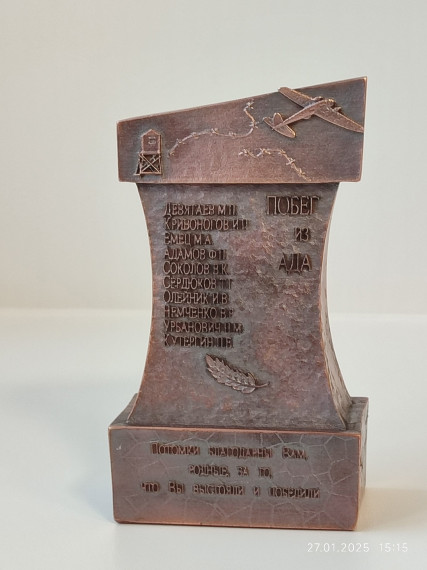 ПОБЕГ
ИЗ
АДА
ДЕВЯТАЕВ М.П.
КРИВОНОГОВ И.П.
ЕМЕЦ М.А.
АДАМОВ Ф.П.
СОКОЛОВ В.К.
СЕРДЮКОВ Т.Г.
ОЛЕЙНИК И.В.
НЕМЧЕНКО В.
УРБАНОВИЧ Н.М.
КУТЕРГИН П.Е.
Потомки благодарны Вам,
родные, за то,
что Вы выстояли и победили
27.01.2025 15:15